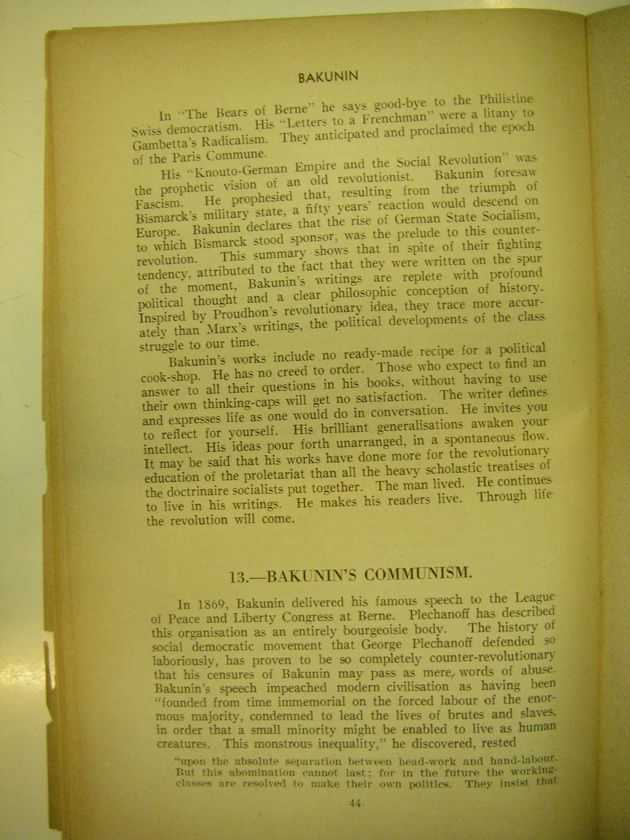 BAKUNIN
In "The Bears of Berne" he says good-bye to the Philistine
Swiss democratism. His "Letters to a Frenchman" were a litany to
Gambetta's Radicalism. They anticipated and proclaimed the epoch
of the Paris Commune.
His "Knouto-German Empire and the Social Revolution" was
the prophetic vision of an old revolutionist. Bakunin foresaw
Fascism. He prophesied that, resulting from the triumph of
Bismarck's military state, a fifty years' reaction would descend on
Europe. Bakunin declares that the rise of German State Socialism,
to which Bismarck stood sponsor, was the prelude to this counter-
revolution. This summary shows that in spite of their fighting
tendency, attributed to the fact that they were written on the spur
of the moment, Bakunin's writings are replete with profound
political thought and a clear philosophic conception of history.
Inspired by Proudhon's revolutionary idea, they trace more accur-
ately than Marx's writings, the political developments of the class
struggle to our time.
Bakunin's works include no ready-made recipe for a political
cook-shop. He has no creed to order. Those who expect to find an
answer to all their questions in his books, without having to use
their own thinking-caps will get no satisfaction. The writer defines
and expresses life as one would do in conversation. He invites you
to reflect for yourself. His brilliant generalisations awaken your
intellect. His ideas pour forth unarranged, in a spontaneous flow.
It may be said that his works have done more for the revolutionary
education of the proletariat than all the heavy scholastic treatises of
the doctrinaire socialists put together. The man lived. He continues
to live in his writings. He makes his readers live. Through life
the revolution will come.
13.—BAKUNIN'S COMMUNISM.
In 1869, Bakunin delivered his famous speech to the League
of Peace and Liberty Congress at Berne. Plechanoff has described
this organisation as an entirely bourgeoisie body. The history of
social democratic movement that George Plechanoff defended so
laboriously, has proven to be so completely counter-revolutionary
that his censures of Bakunin may pass as mere words of abuse.
Bakunin's speech impeached modern civilisation as having been
"founded from time immemorial on the forced labour of the enor-
mous majority, condemned to lead the lives of brutes and slaves,
in order that a small minority might be enabled to live as human
creatures. This monstrous inequality," he discovered, rested
"upon the absolute separation between head-work and hand-labour.
But this abomination cannot last; for in the future the working-
classes are resolved to make their own politics. They insist that
44